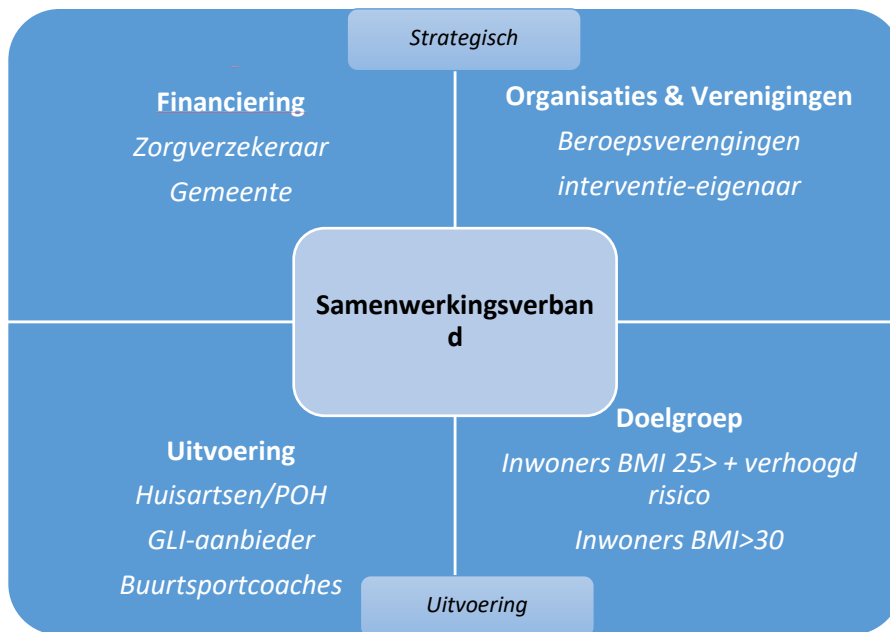 Strategisch
Financiering
Zorgverzekeraar
Gemeente
Organisaties & Verenigingen
Beroepsverengingen
interventie-eigenaar
Samenwerkingsverban
d
Uitvoering
Huisartsen/POH
GLI-aanbieder
Buurtsportcoaches
Doelgroep
Inwoners BMI 25> + verhoogd
risico
Inwoners BMI>30
Uitvoering